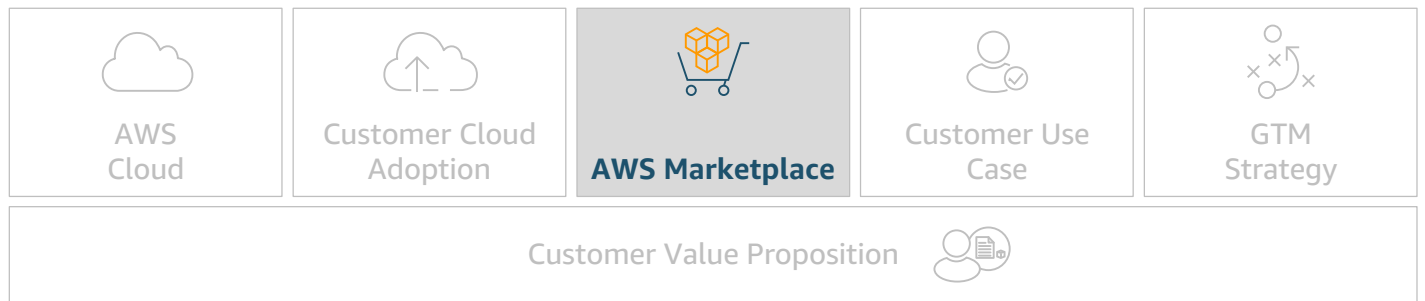 AWS
Cloud
Customer Cloud
Adoption
AWS Marketplace
Customer Use
Case
GTM
Strategy
Customer Value Proposition